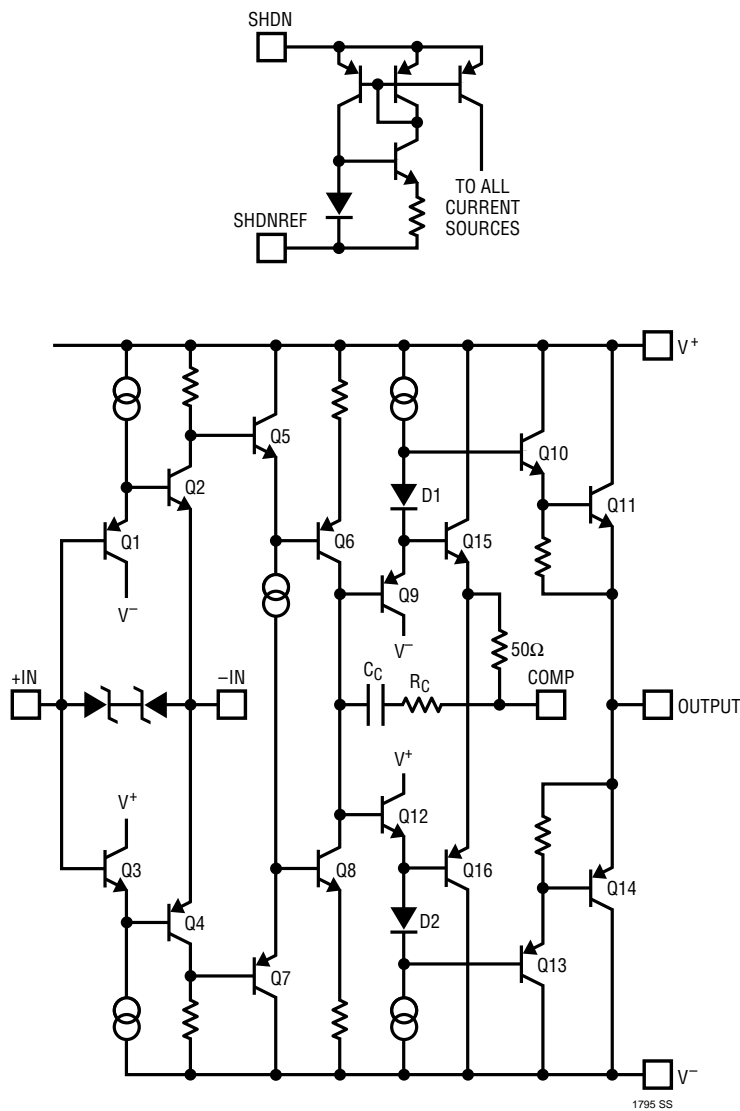 SHDN
TO ALL
CURRENT
SOURCES
SHDNREF
V+
Q5
Q10
Q2
D1
Q11
Q1
Q6
Q15
Q9
V−
V−
50Ω
+IN
−IN
CC
RC
COMP
OUTPUT
V+
V+
Q12
Q3
Q8
Q16
Q14
Q4
D2
Q7
Q13
V−
1795 SS